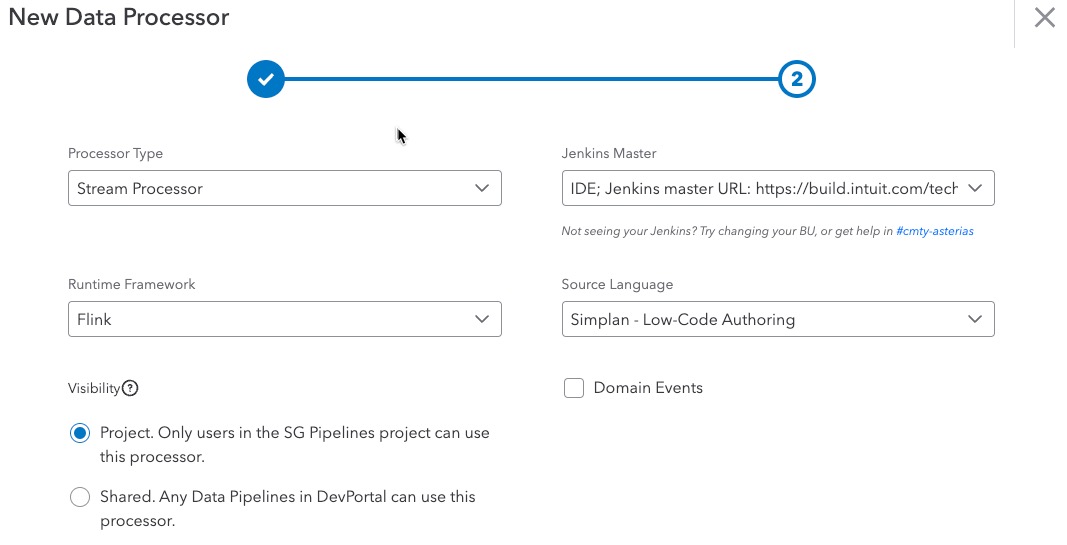 New Data Processor
2
Processor Type
Stream Processor
Jenkins Master
IDE; Jenkins master URL: https://build.intuit.com/tech
Not seeing your Jenkins? Try changing your BU, or get help in #cmty-asterias
Runtime Framework
Flink
Source Language
Simplan - Low-Code Authoring
Visibility?
Domain Events
Project. Only users in the SG Pipelines project can use
this processor.
Shared. Any Data Pipelines in DevPortal can use this
processor.